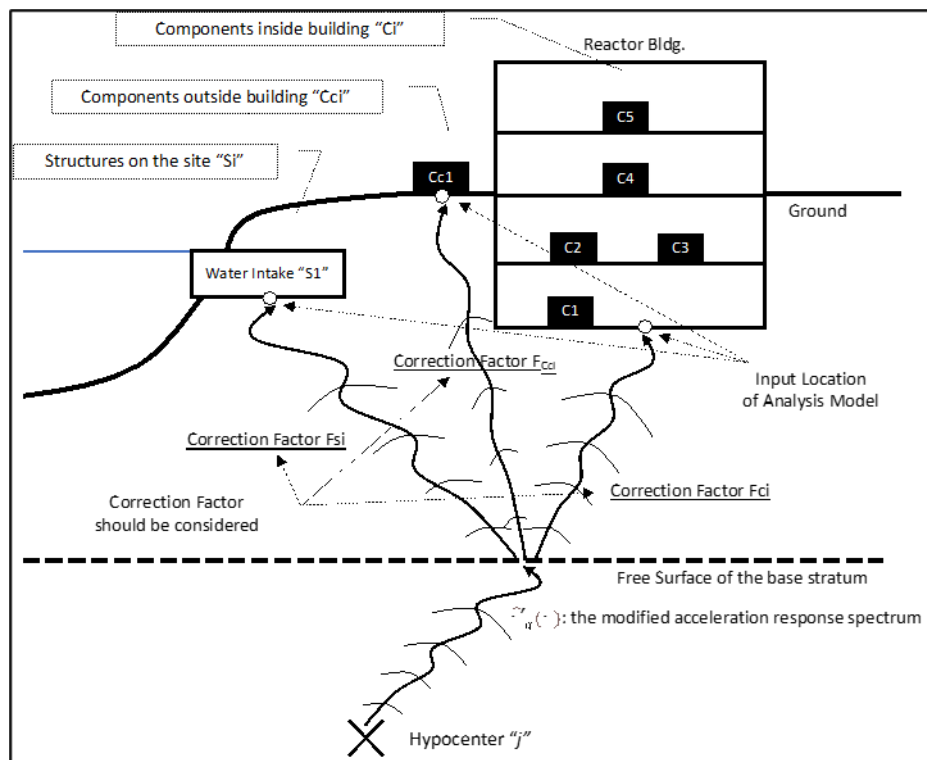 Components inside building “Ci”
Reactor Bldg.
Components outside building “Cci”
C5
Structures on the site “Si”
Cc1
C4
Ground
C2
C3
Water Intake “S1”
C1
Correction Factor F_Cci
Input Location
of Analysis Model
Correction Factor Fsi
Correction Factor Fci
Correction Factor
should be considered
Free Surface of the base stratum
: the modified acceleration response spectrum
Hypocenter “j”